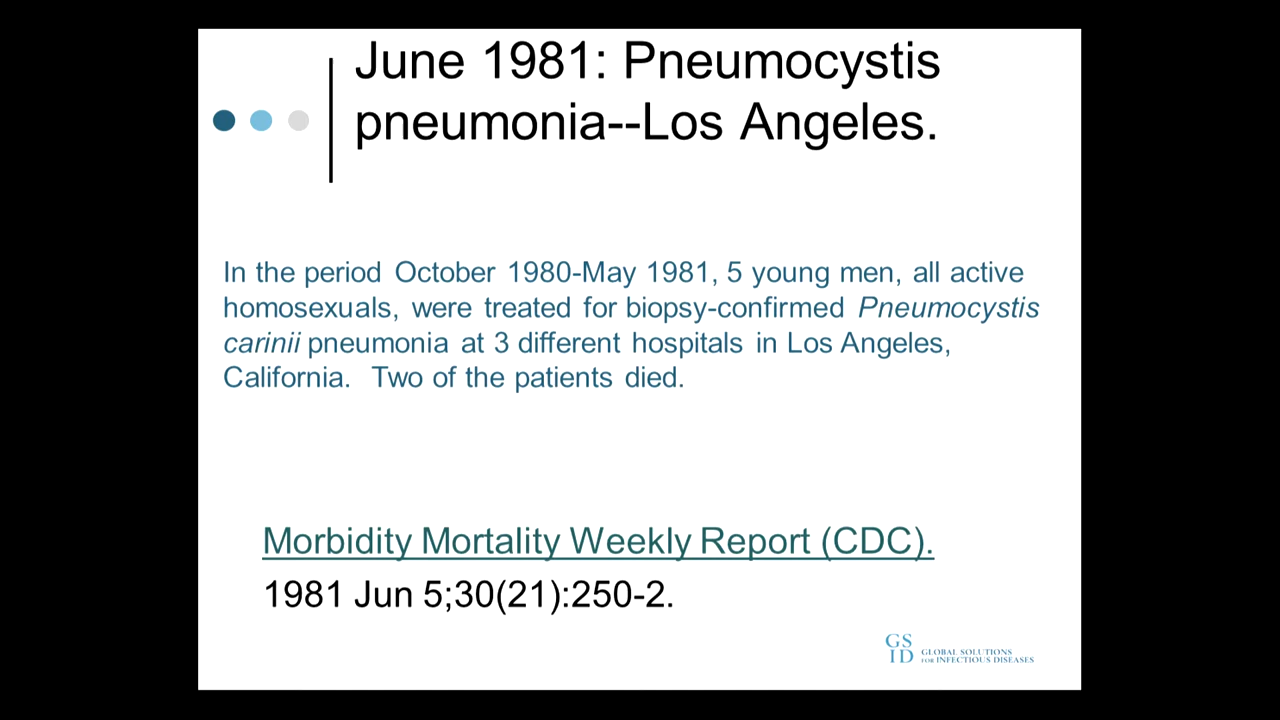 June 1981: Pneumocystis
pneumonia--Los Angeles.
In the period October 1980-May 1981, 5 young men, all active
homosexuals, were treated for biopsy-confirmed Pneumocystis
carinii pneumonia at 3 different hospitals in Los Angeles,
California. Two of the patients died.
Morbidity Mortality Weekly Report (CDC).
1981 Jun 5;30(21):250-2.
GS
ID
GLOBAL SOLUTIONS
FOR INFECTIOUS DISEASES